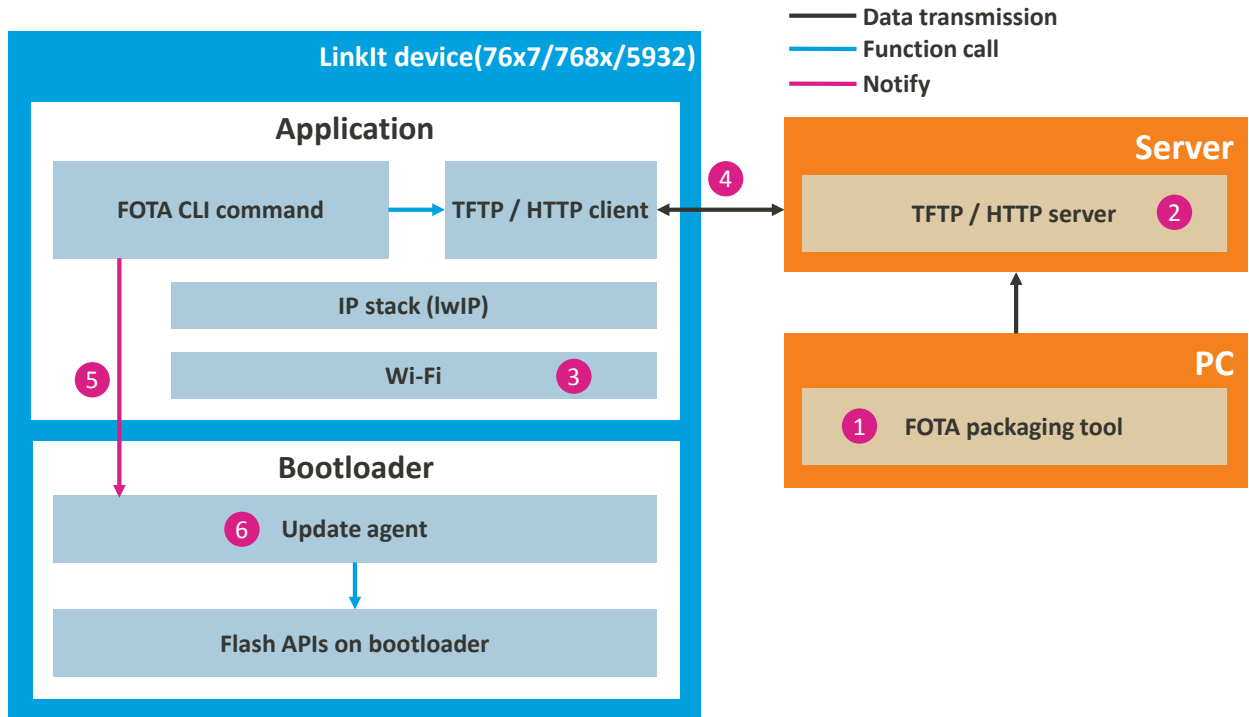 Data transmission
Function call
Notify
LinkIt device(76x7/768x/5932)
Application
FOTA CLI command
TFTP / HTTP client
4
IP stack (lwIP)
Wi-Fi
3
5
Bootloader
6
Update agent
Flash APIs on bootloader
Server
TFTP / HTTP server
2
PC
1
FOTA packaging tool